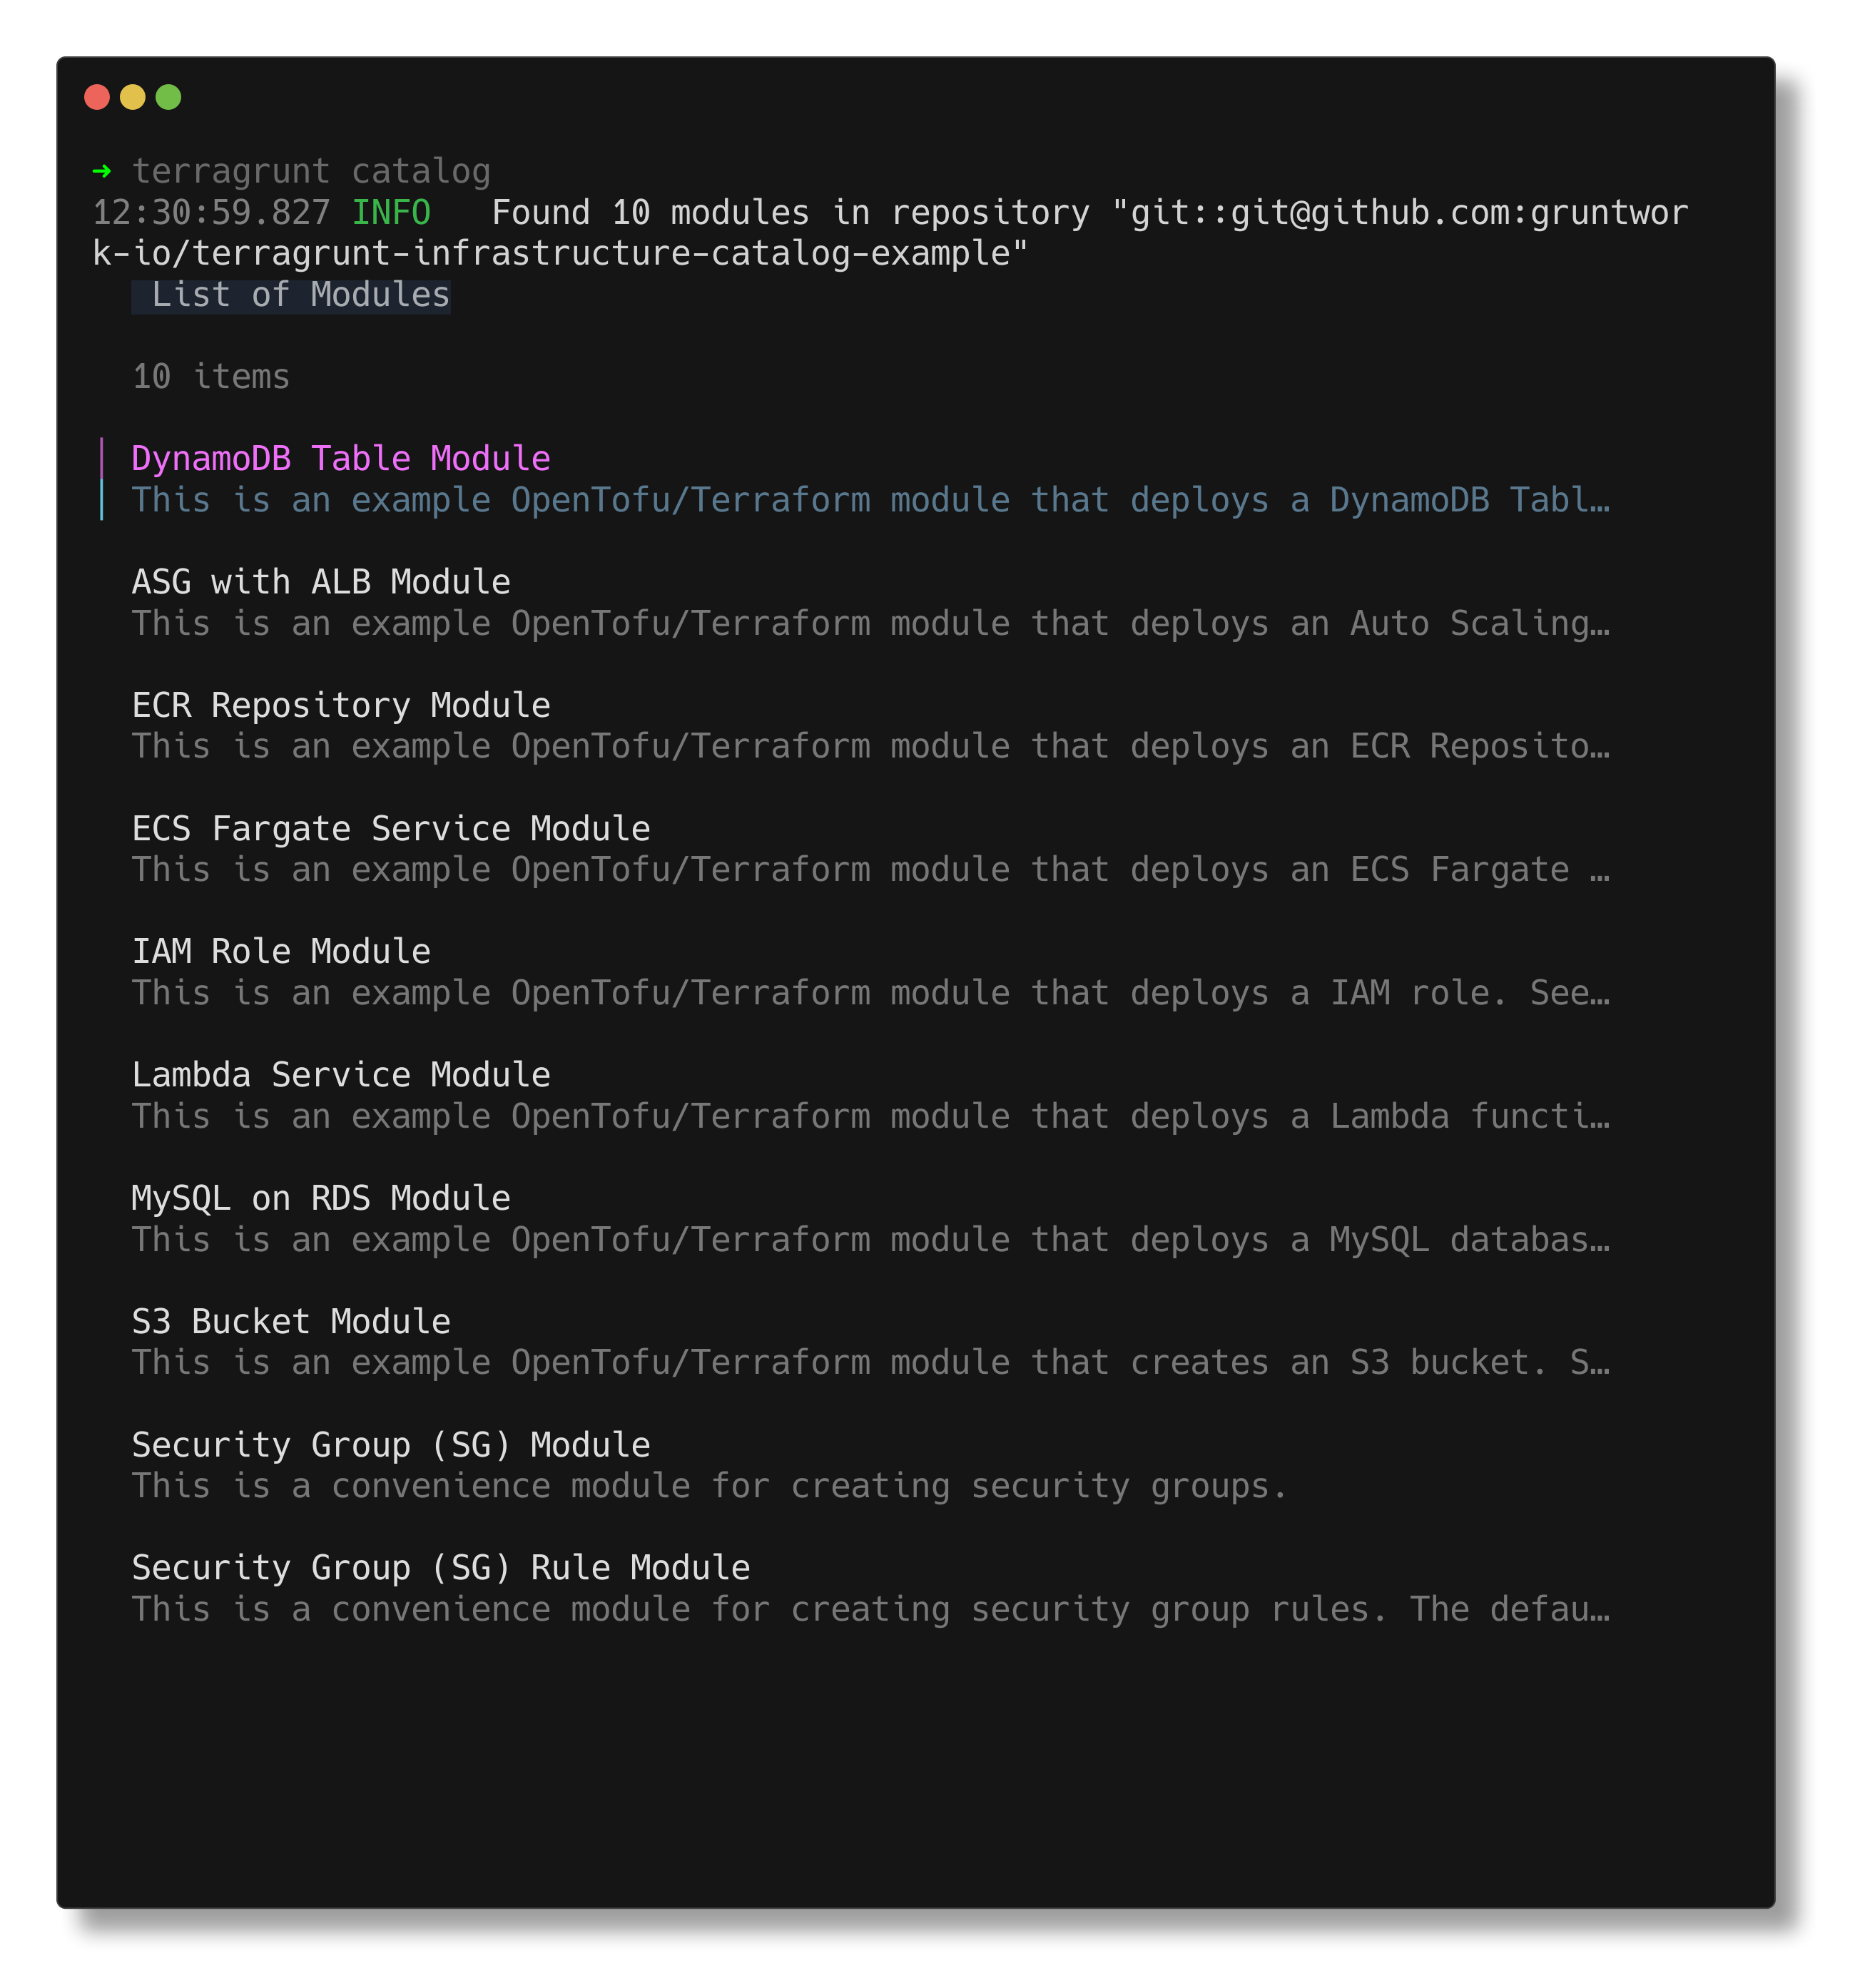 ➜ terragrunt catalog
12:30:59.827 INFO   Found 10 modules in repository "git::git@github.com:gruntwor
k-io/terragrunt-infrastructure-catalog-example"
List of Modules
10 items
DynamoDB Table Module
This is an example OpenTofu/Terraform module that deploys a DynamoDB Tabl…
ASG with ALB Module
This is an example OpenTofu/Terraform module that deploys an Auto Scaling…
ECR Repository Module
This is an example OpenTofu/Terraform module that deploys an ECR Reposito…
ECS Fargate Service Module
This is an example OpenTofu/Terraform module that deploys an ECS Fargate …
IAM Role Module
This is an example OpenTofu/Terraform module that deploys a IAM role. See…
Lambda Service Module
This is an example OpenTofu/Terraform module that deploys a Lambda functi…
MySQL on RDS Module
This is an example OpenTofu/Terraform module that deploys a MySQL databas…
S3 Bucket Module
This is an example OpenTofu/Terraform module that creates an S3 bucket. S…
Security Group (SG) Module
This is a convenience module for creating security groups.
Security Group (SG) Rule Module
This is a convenience module for creating security group rules. The defau…